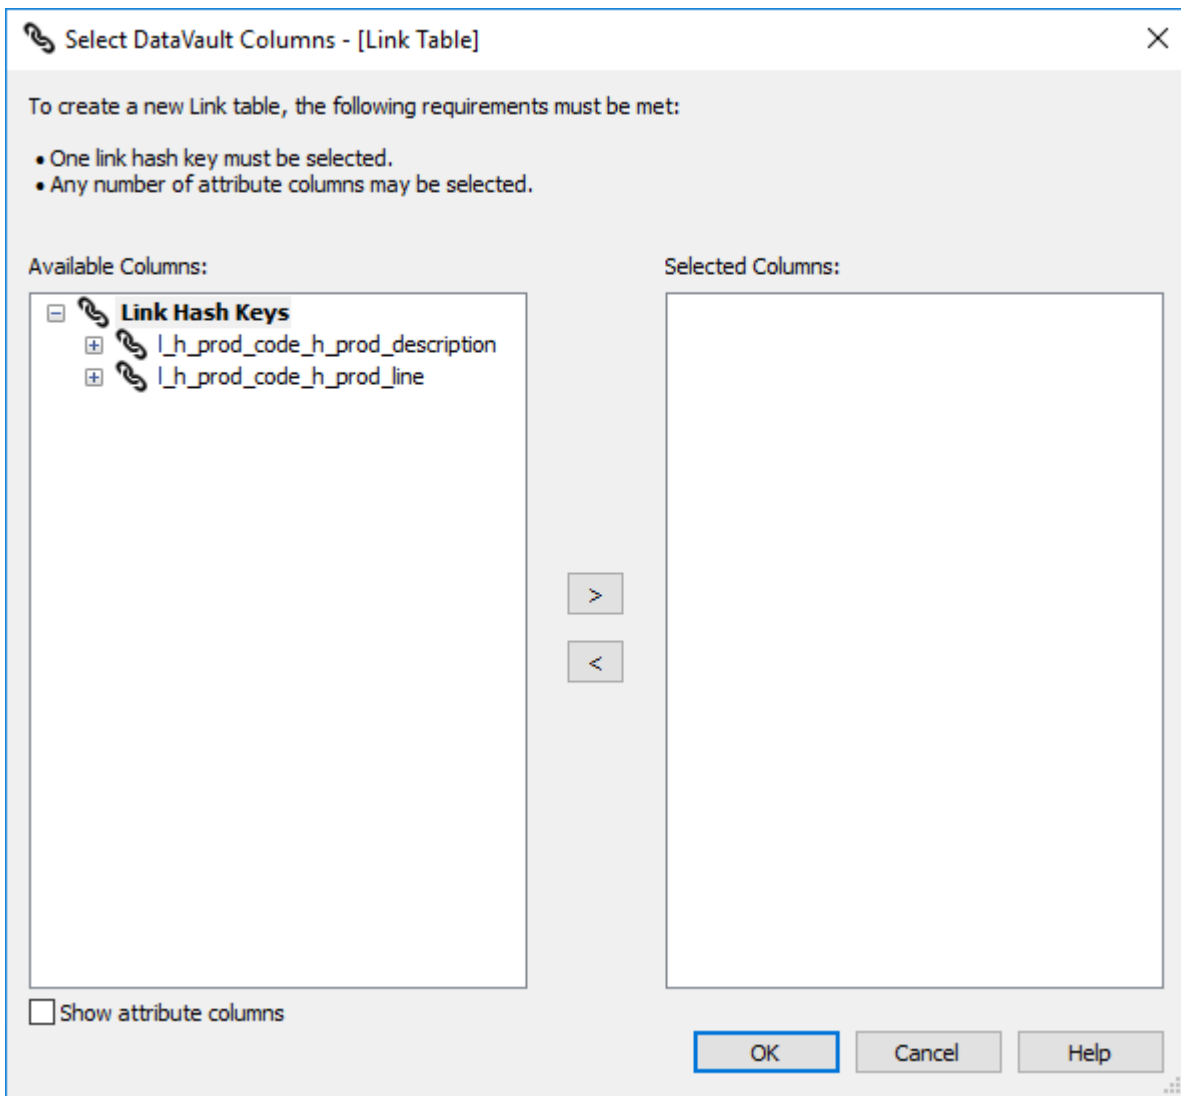 Select DataVault Columns - [Link Table]
To create a new Link table, the following requirements must be met:
• One link hash key must be selected.
• Any number of attribute columns may be selected.
Available Columns:
Selected Columns:
Link Hash Keys
l_h_prod_code_h_prod_description
l_h_prod_code_h_prod_line
>
<
Show attribute columns
OK
Cancel
Help